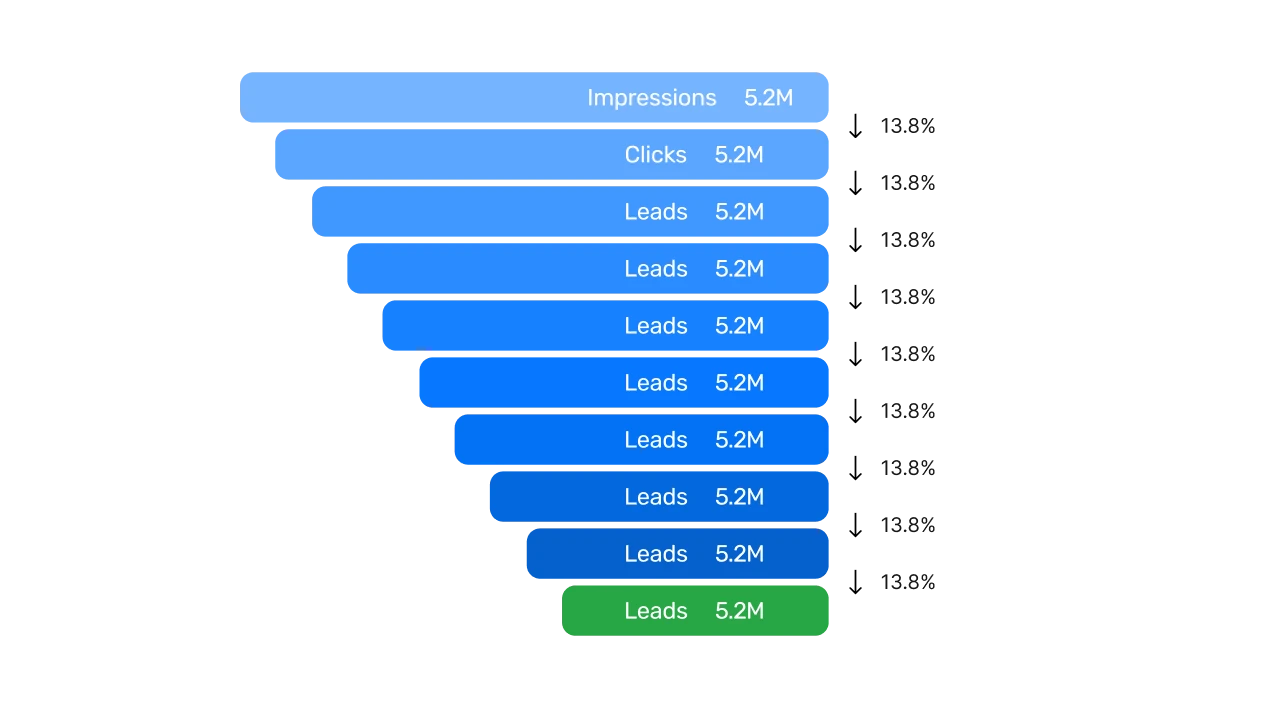 Impressions 5.2M
↓ 13.8%
Clicks 5.2M
↓ 13.8%
Leads 5.2M
↓ 13.8%
Leads 5.2M
↓ 13.8%
Leads 5.2M
↓ 13.8%
Leads 5.2M
↓ 13.8%
Leads 5.2M
↓ 13.8%
Leads 5.2M
↓ 13.8%
Leads 5.2M
↓ 13.8%
Leads 5.2M